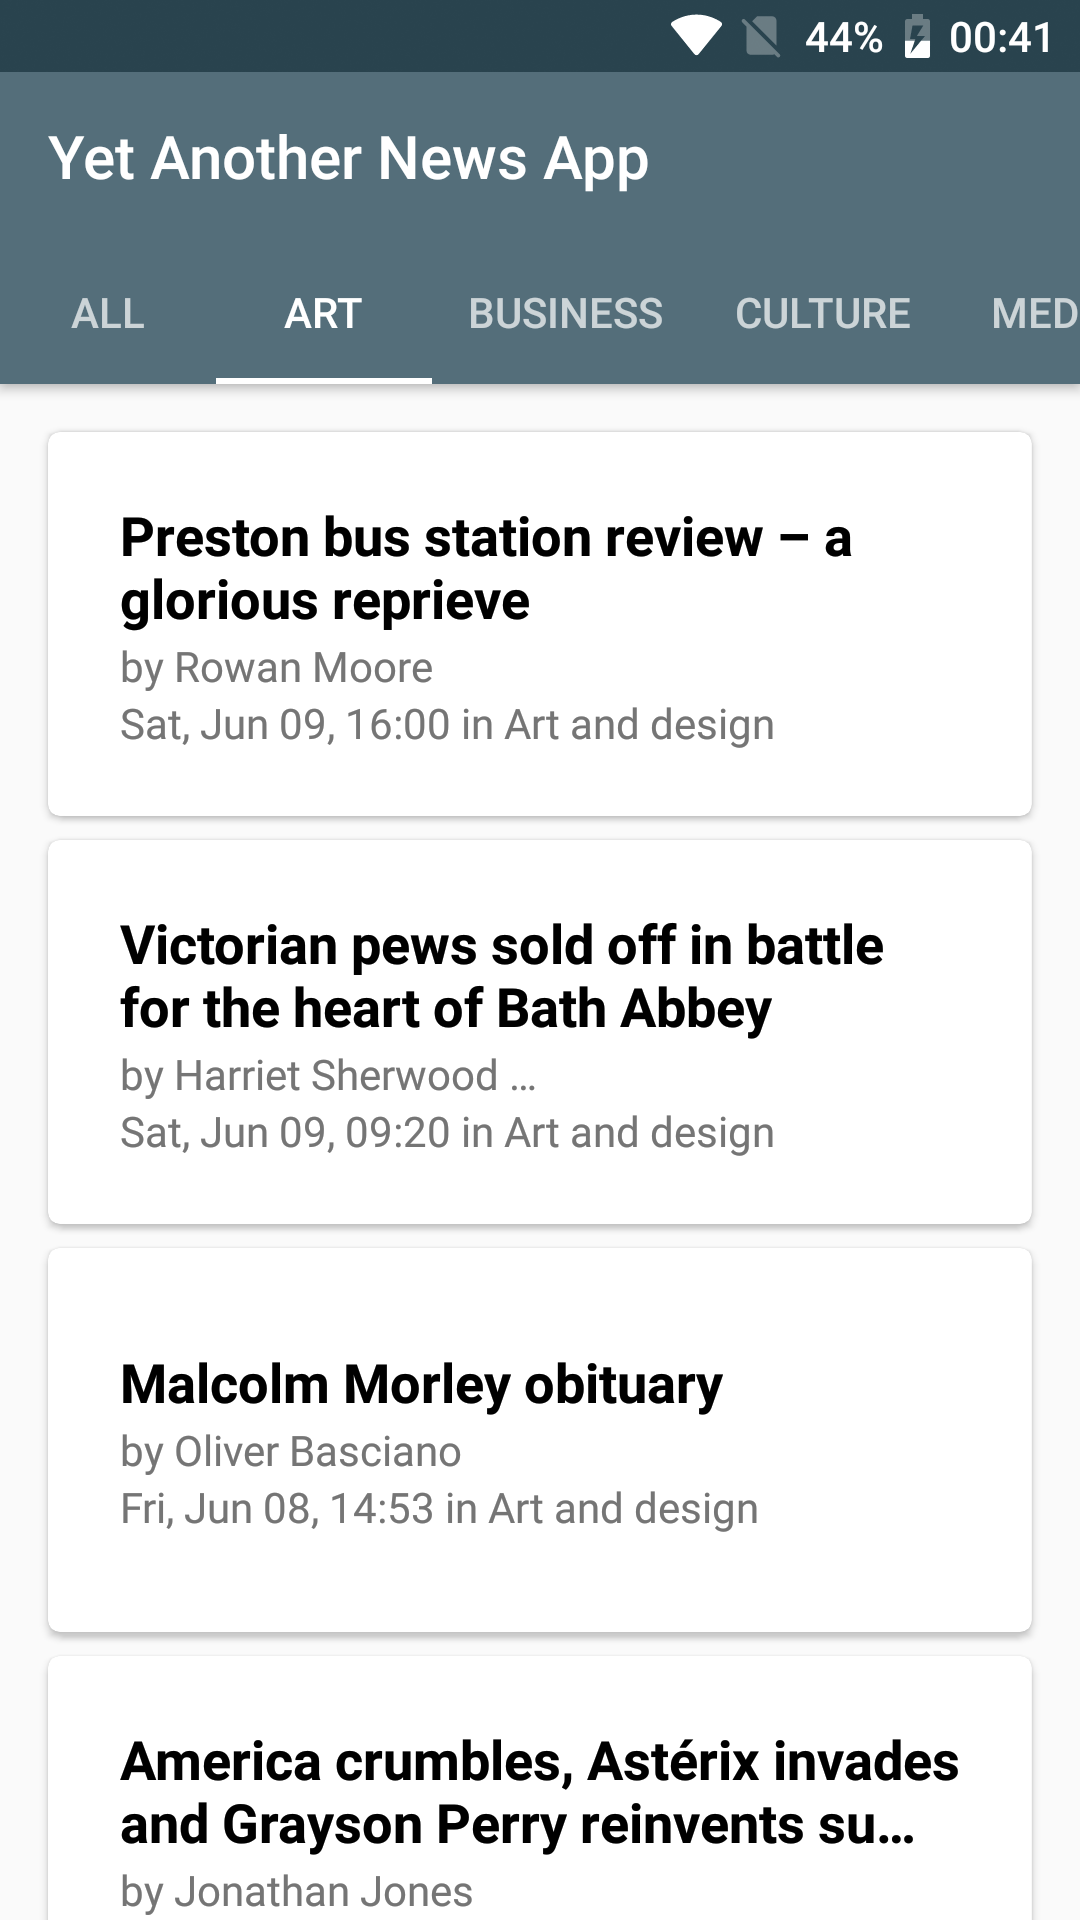 44% 00:41
Yet Another News App
ALL ART BUSINESS CULTURE MED
Preston bus station review – a
glorious reprieve
by Rowan Moore
Sat, Jun 09, 16:00 in Art and design
Victorian pews sold off in battle
for the heart of Bath Abbey
by Harriet Sherwood ...
Sat, Jun 09, 09:20 in Art and design
Malcolm Morley obituary
by Oliver Basciano
Fri, Jun 08, 14:53 in Art and design
America crumbles, Astérix invades
and Grayson Perry reinvents su...
by Jonathan Jones